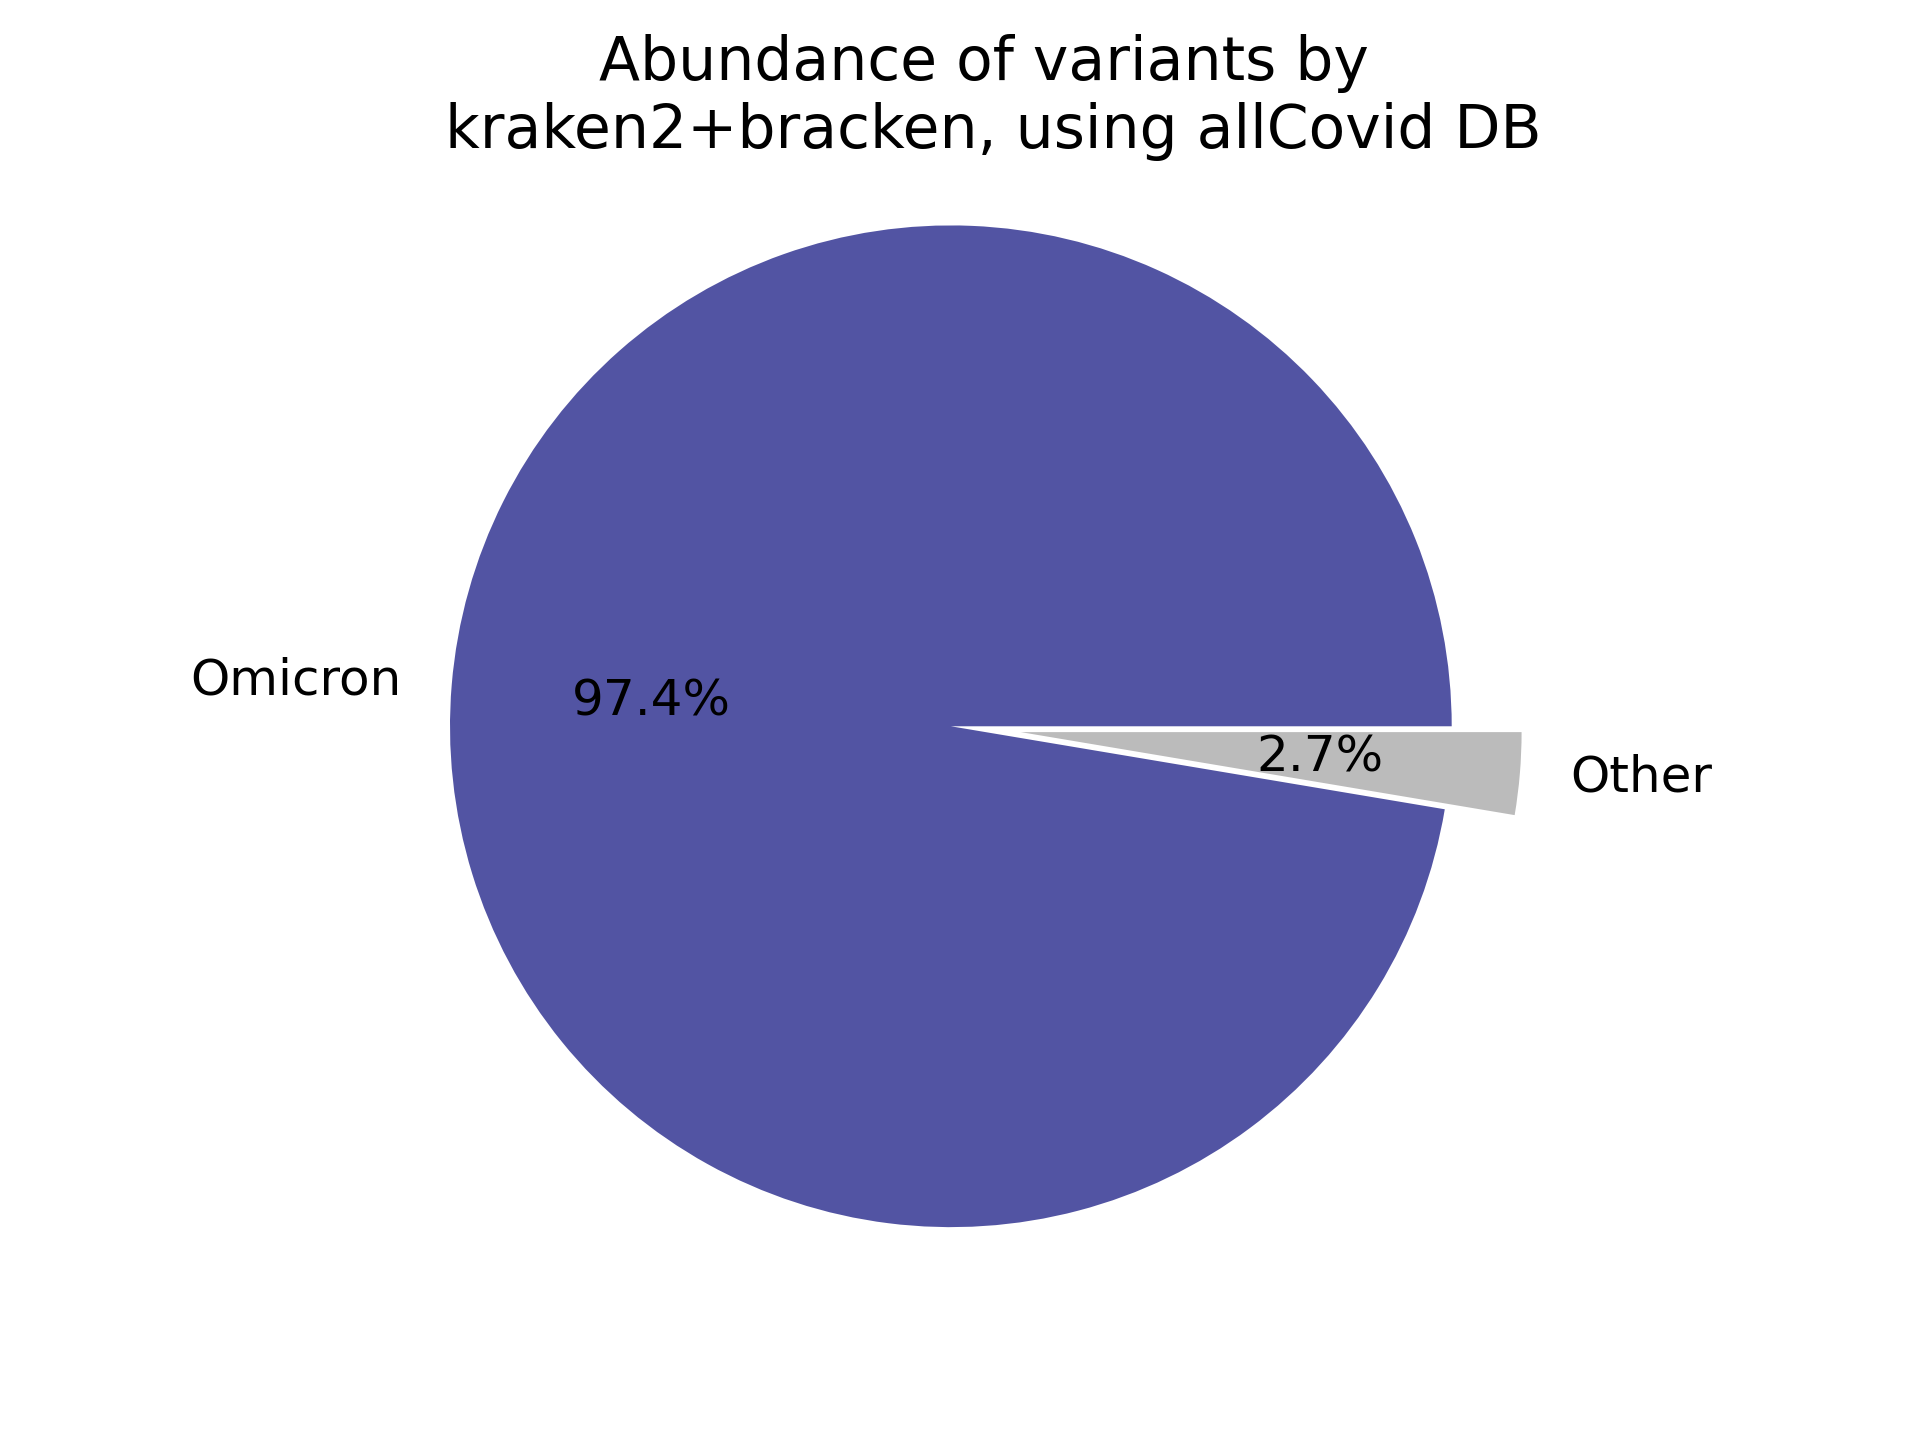 Abundance of variants by
kraken2+bracken, using allCovid DB
Omicron
97.4%
2.7%
Other